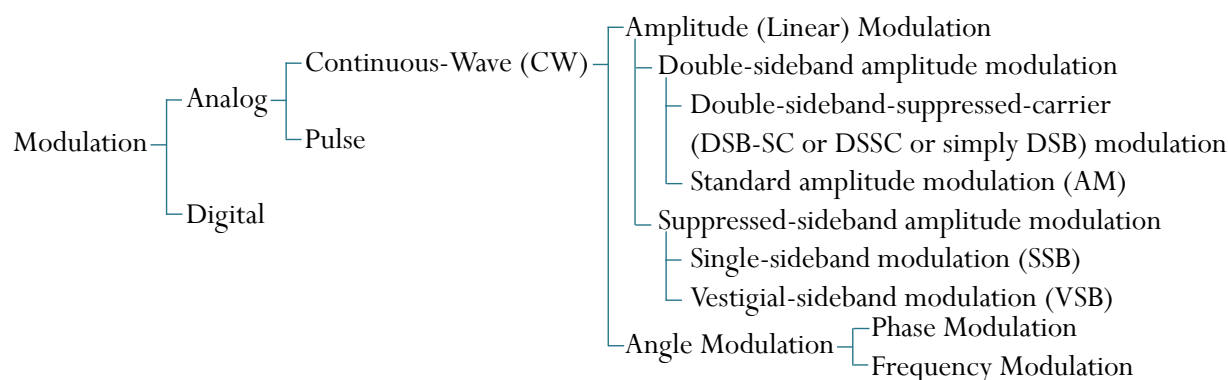 Modulation
Analog
Continuous-Wave (CW)
Amplitude (Linear) Modulation
Double-sideband amplitude modulation
Double-sideband-suppressed-carrier
(DSB-SC or DSSC or simply DSB) modulation
Standard amplitude modulation (AM)
Suppressed-sideband amplitude modulation
Single-sideband modulation (SSB)
Vestigial-sideband modulation (VSB)
Angle Modulation
Phase Modulation
Frequency Modulation
Pulse
Digital